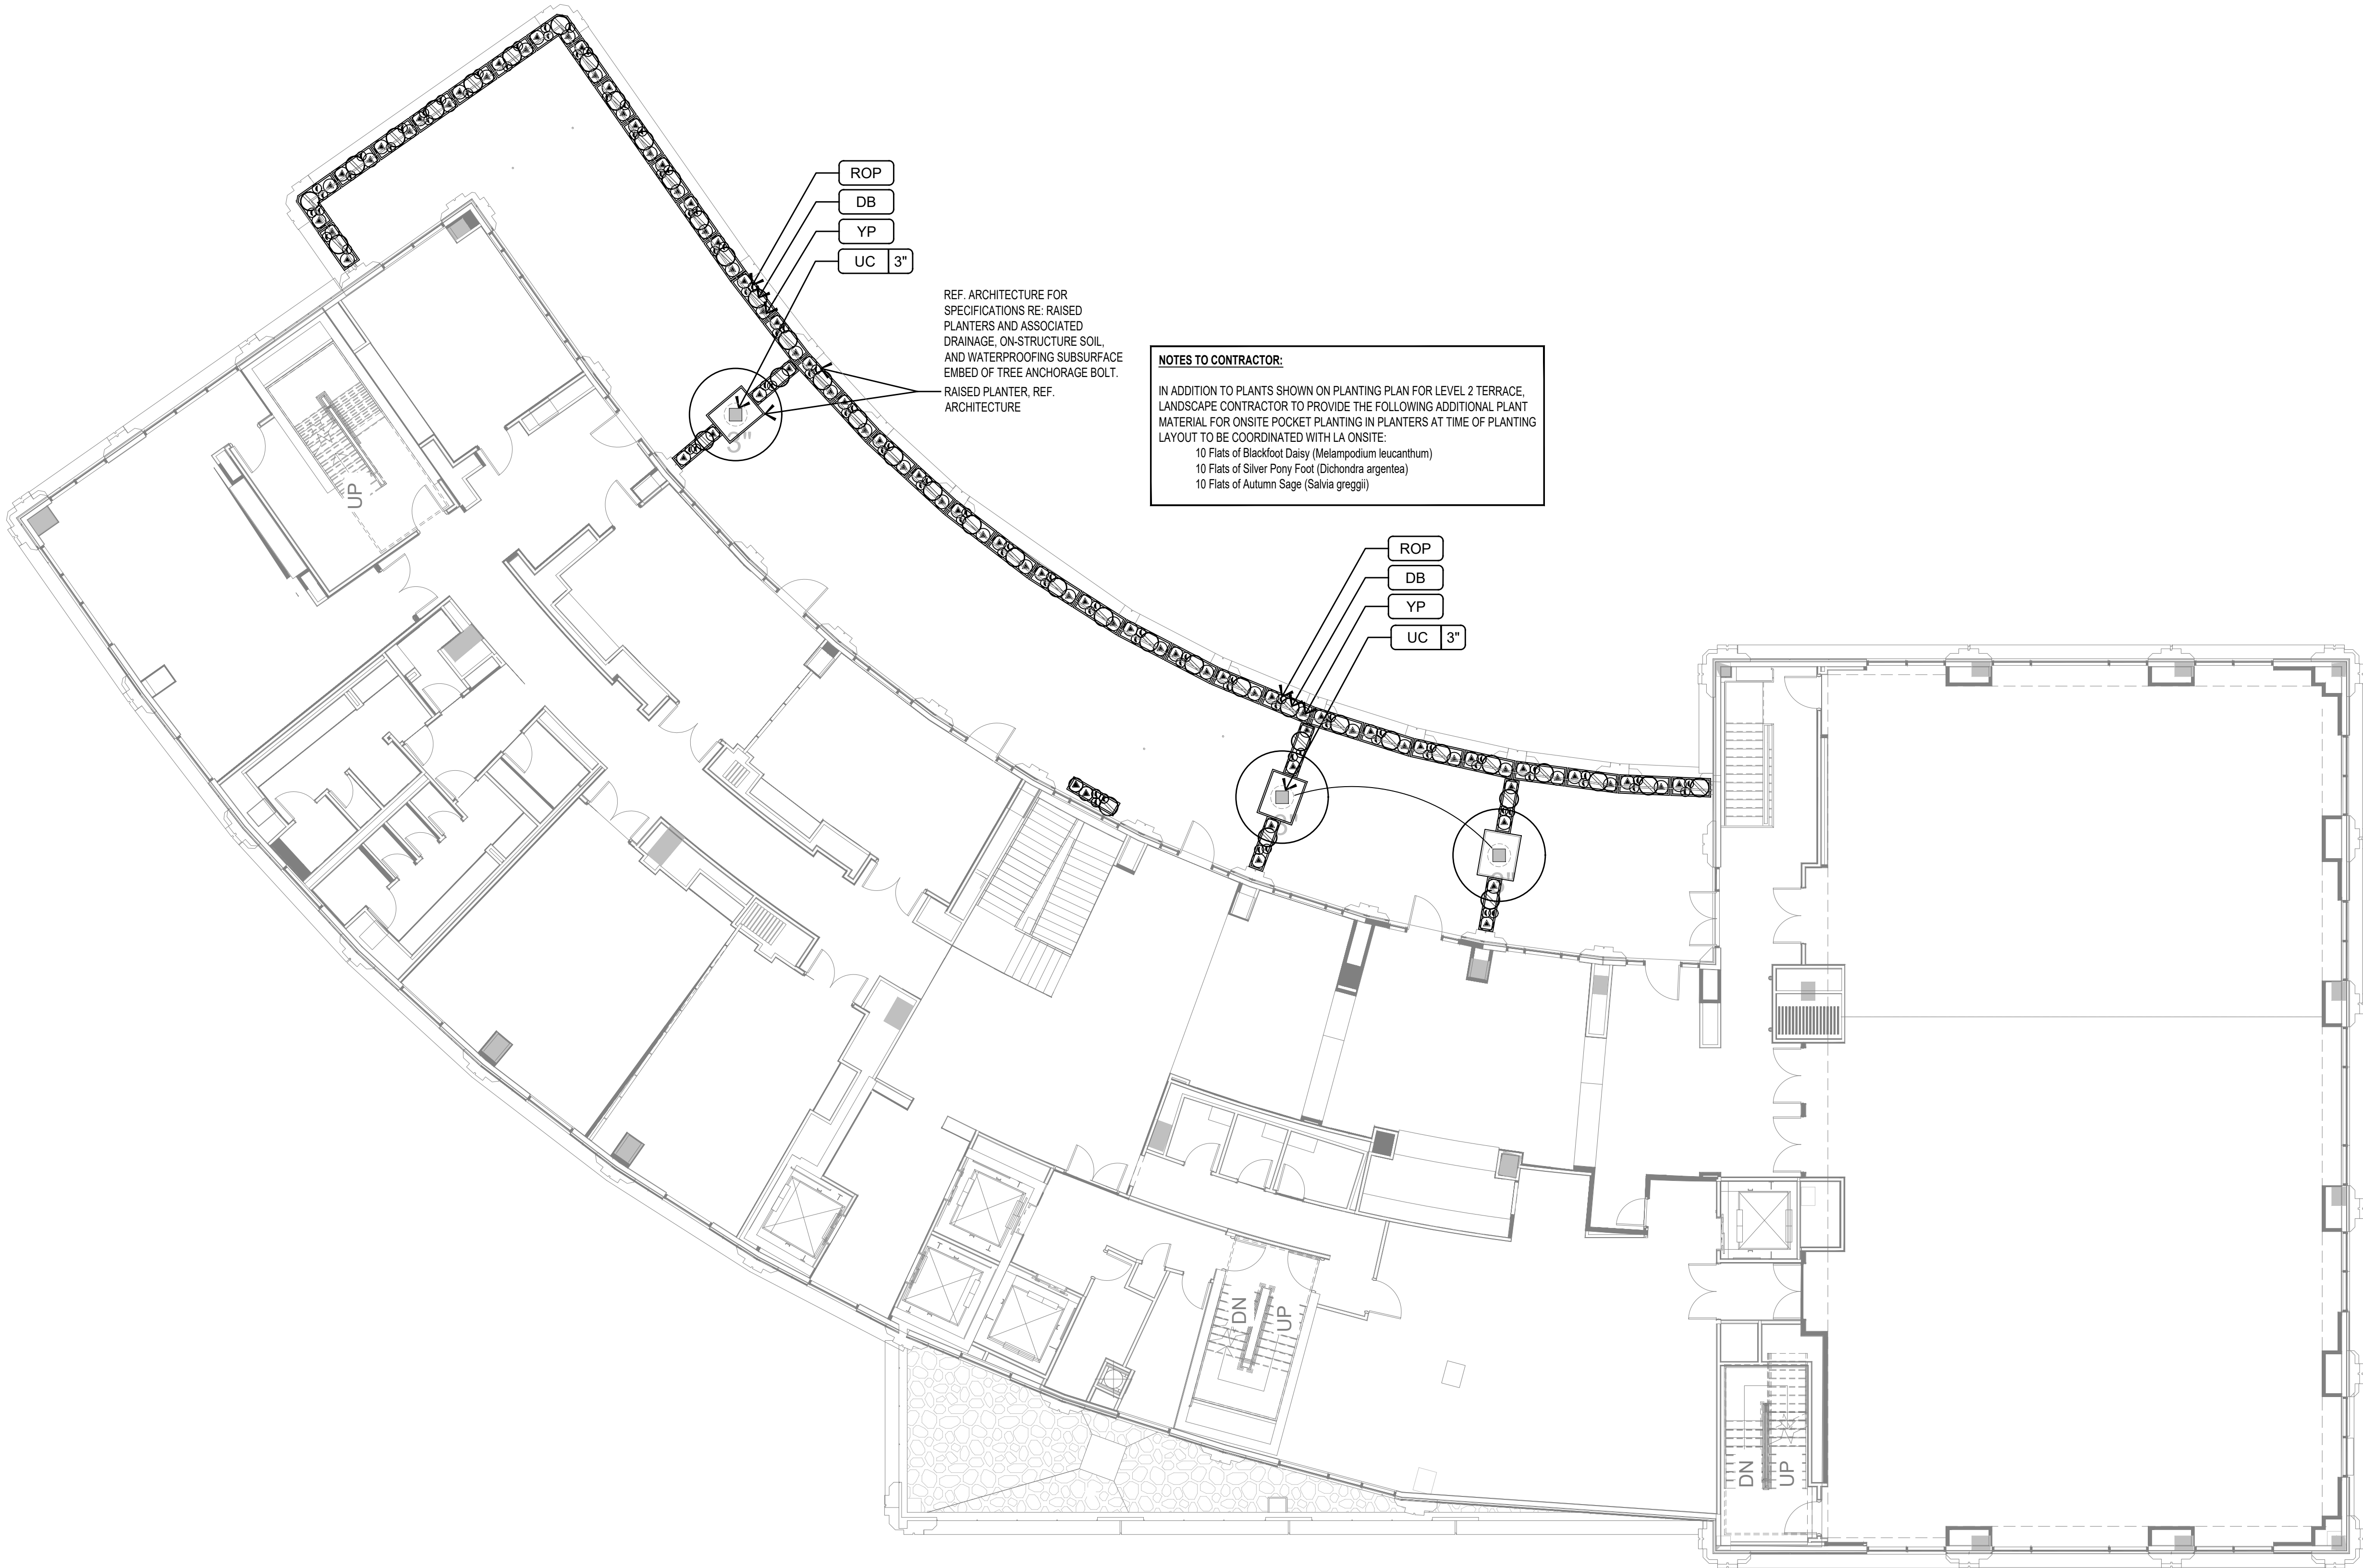 ROP
DB
YP
UC 3"
REF. ARCHITECTURE FOR
SPECIFICATIONS RE: RAISED
PLANTERS AND ASSOCIATED
DRAINAGE, ON-STRUCTURE SOIL,
AND WATERPROOFING SUBSURFACE
EMBED OF TREE ANCHORAGE BOLT.
RAISED PLANTER, REF.
ARCHITECTURE
NOTES TO CONTRACTOR:
IN ADDITION TO PLANTS SHOWN ON PLANTING PLAN FOR LEVEL 2 TERRACE,
LANDSCAPE CONTRACTOR TO PROVIDE THE FOLLOWING ADDITIONAL PLANT
MATERIAL FOR ONSITE POCKET PLANTING IN PLANTERS AT TIME OF PLANTING
LAYOUT TO BE COORDINATED WITH LA ONSITE:
10 Flats of Blackfoot Daisy (Melampodium leucanthum)
10 Flats of Silver Pony Foot (Dichondra argentea)
10 Flats of Autumn Sage (Salvia greggii)
UP
ROP
DB
YP
UC 3"
DN
UP
DN
UP